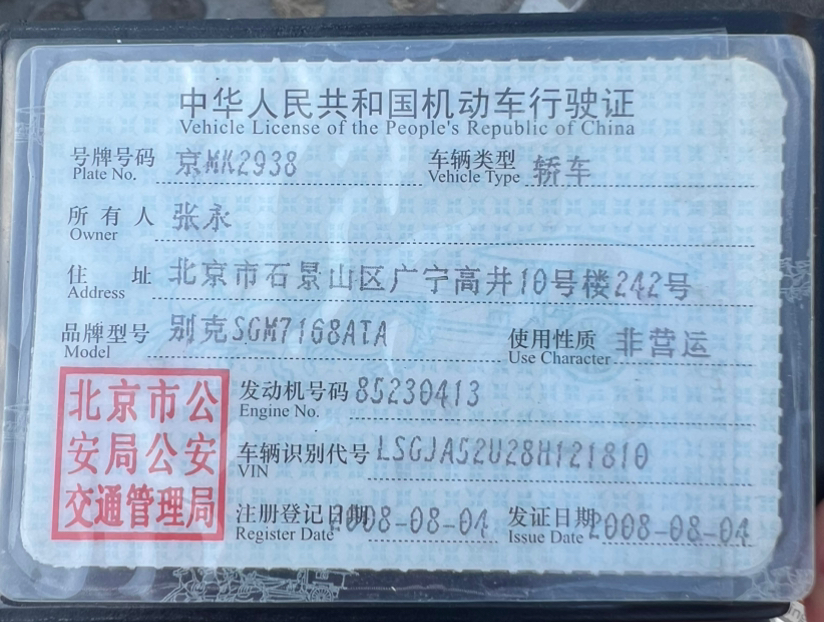 中华人民共和国机动车行驶证
Vehicle License of the People's Republic of China
号牌号码 京MK2938 车辆类型 轿车
Plate No. Vehicle Type
所有人 张永
Owner
住址 北京市石景山区广宁高井10号楼242号
Address
品牌型号 别克SGM7168ATA 使用性质 非营运
Model Use Character
北京市公
安局公安
交通管理局
发动机号码 85230413
Engine No.
车辆识别代号 LSGJA52U28H121810
VIN
注册登记日期 2008-08-04 发证日期 2008-08-04
Register Date Issue Date